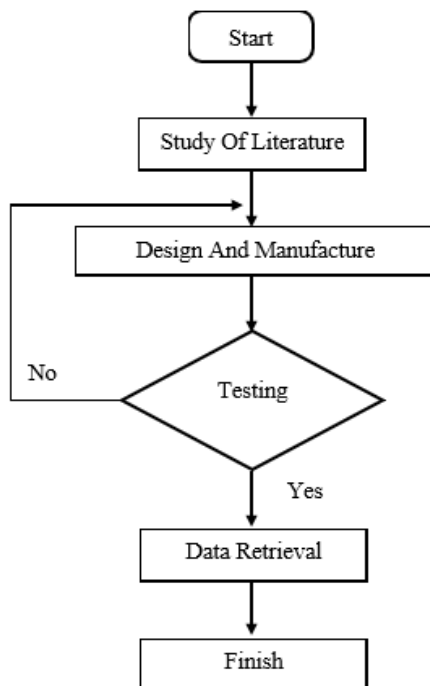 Start
Study Of Literature
Design And Manufacture
No
Testing
Yes
Data Retrieval
Finish